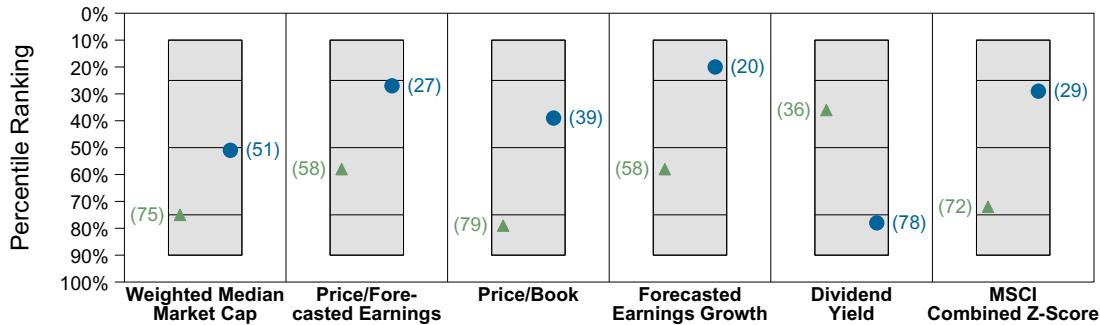 Percentile Ranking
0%
10%
20%
30%
40%
50%
60%
70%
80%
90%
100%
(51)
(75)
(27)
(58)
(39)
(79)
(20)
(58)
(36)
(78)
(29)
(72)
Weighted Median
Market Cap
Price/Fore-
casted Earnings
Price/Book
Forecasted
Earnings Growth
Dividend
Yield
MSCI
Combined Z-Score